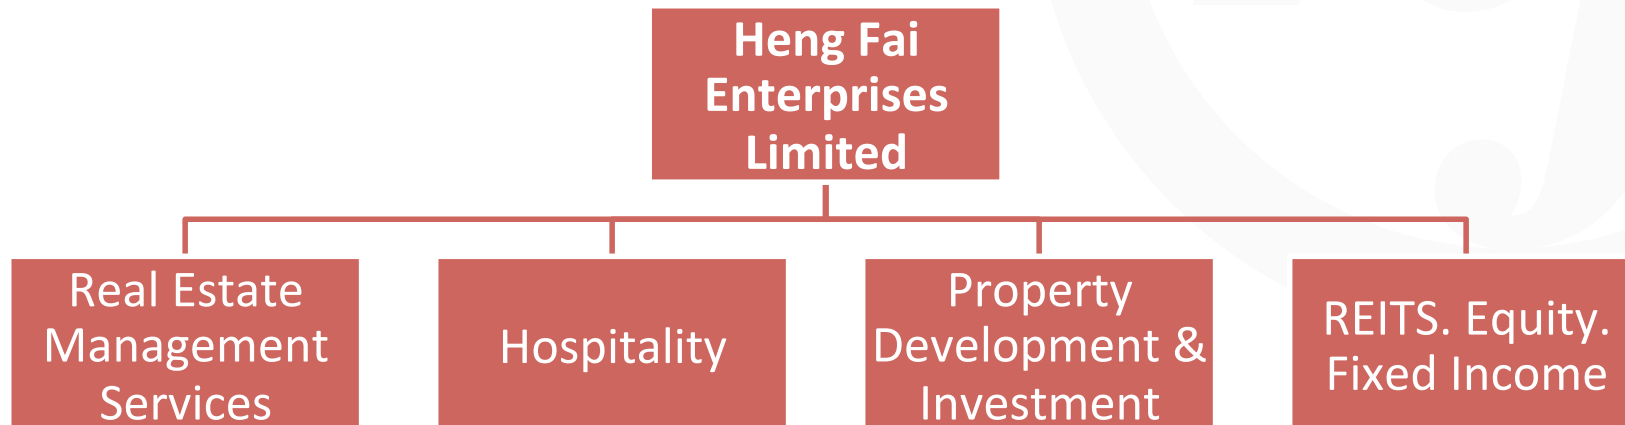 Heng Fai
Enterprises
Limited
Real Estate
Management
Services
Hospitality
Property
Development &
Investment
REITS. Equity.
Fixed Income